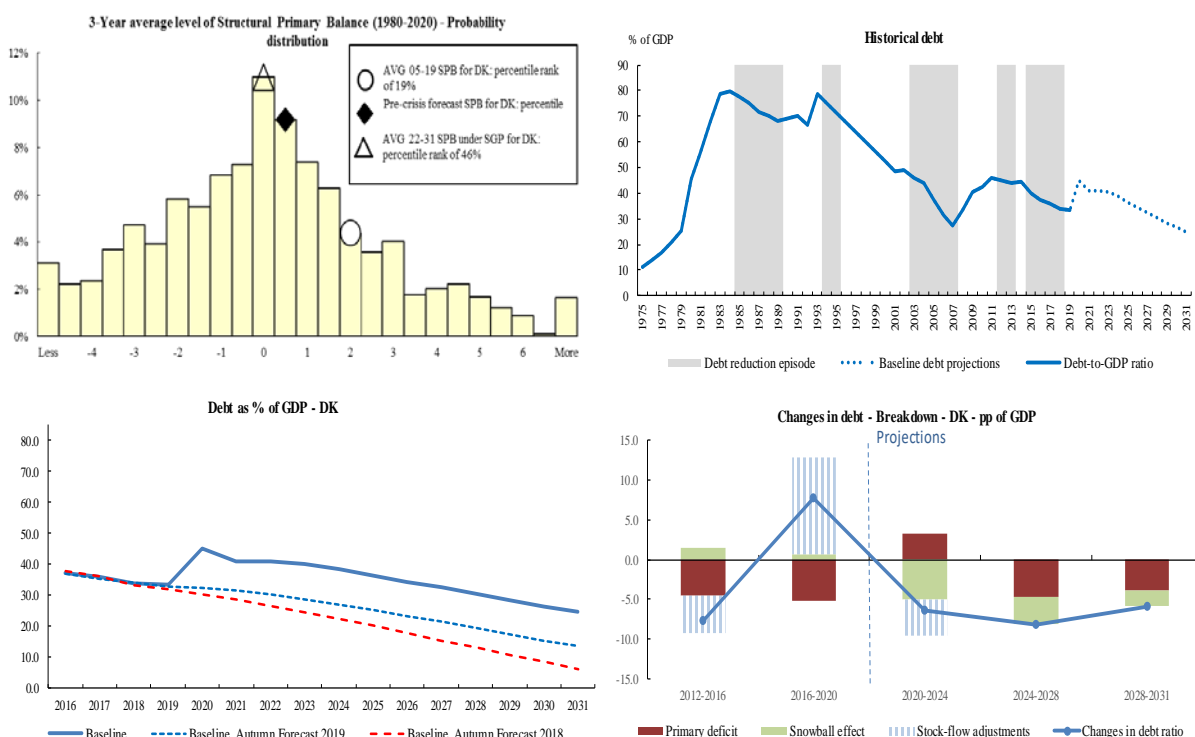 3-Year average level of Structural Primary Balance (1980-2020) - Probability
distribution
12%
10%
8%
6%
4%
2%
0%
AVG 05-19 SPB for DK: percentile rank
of 19%
Pre-crisis forecast SPB for DK: percentile
AVG 22-31 SPB under SGP for DK:
percentile rank of 46%
Less -4 -3 -2 -1 0 1 2 3 4 5 6 More
Historical debt
% of GDP
90
80
70
60
50
40
30
20
10
0
1975 1977 1979 1981 1983 1985 1987 1989 1991 1993 1995 1997 1999 2001 2003 2005 2007 2009 2011 2013 2015 2017 2019 2021 2023 2025 2027 2029 2031
Debt reduction episode Baseline debt projections Debt-to-GDP ratio
Debt as % of GDP - DK
80.0
70.0
60.0
50.0
40.0
30.0
20.0
10.0
0.0
2016 2017 2018 2019 2020 2021 2022 2023 2024 2025 2026 2027 2028 2029 2030 2031
Baseline Baseline, Autumn Forecast 2019 Baseline, Autumn Forecast 2018
Changes in debt - Breakdown - DK - pp of GDP
Projections
15.0
10.0
5.0
0.0
-5.0
-10.0
-15.0
2012-2016 2016-2020 2020-2024 2024-2028 2028-2031
Primary deficit Snowball effect Stock-flow adjustments Changes in debt ratio